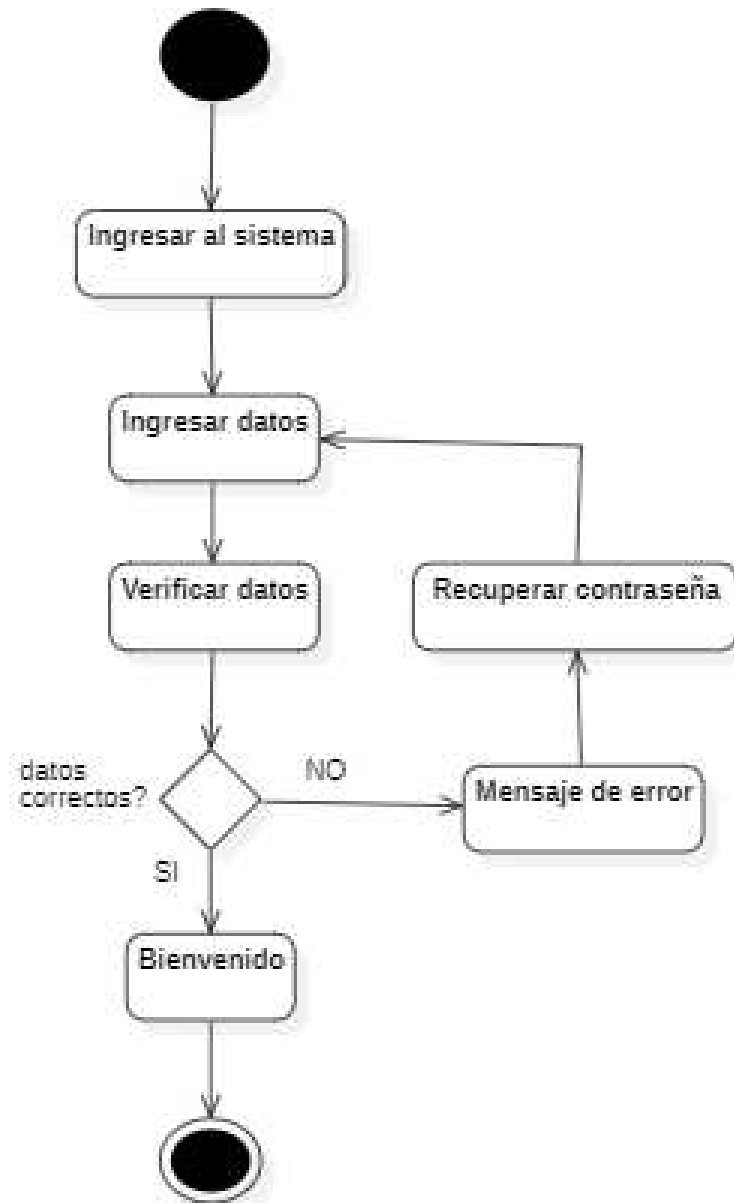 Ingresar al sistema
Ingresar datos
Verificar datos
Recuperar contraseña
datos
correctos?
NO
Mensaje de error
SI
Bienvenido